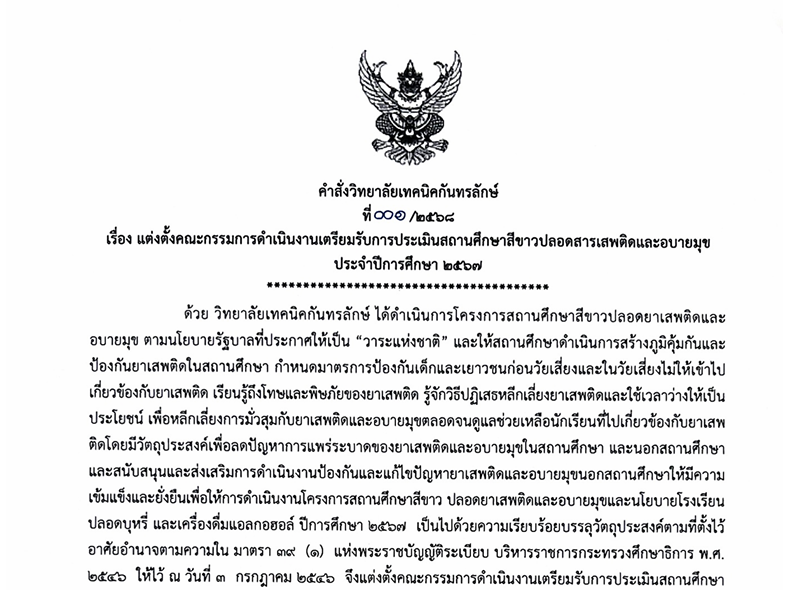 คำสั่งวิทยาลัยเทคนิคกันทรลักษ์
ที่ ๐๐๑ /๒๕๖๘
เรื่อง แต่งตั้งคณะกรรมการดำเนินงานเตรียมรับการประเมินสถานศึกษาสีขาวปลอดสารเสพติดและอบายมุข
ประจำปีการศึกษา ๒๕๖๗
***************************************
ด้วย วิทยาลัยเทคนิคกันทรลักษ์ ได้ดำเนินการโครงการสถานศึกษาสีขาวปลอดยาเสพติดและ
อบายมุข ตามนโยบายรัฐบาลที่ประกาศให้เป็น “วาระแห่งชาติ” และให้สถานศึกษาดำเนินการสร้างภูมิคุ้มกันและ
ป้องกันยาเสพติดในสถานศึกษา กำหนดมาตรการป้องกันเด็กและเยาวชนก่อนวัยเสี่ยงและในวัยเสี่ยงไม่ให้เข้าไป
เกี่ยวข้องกับยาเสพติด เรียนรู้ถึงโทษและพิษภัยของยาเสพติด รู้จักวิธีปฏิเสธหลีกเลี่ยงยาเสพติดและใช้เวลาว่างให้เป็น
ประโยชน์ เพื่อหลีกเลี่ยงการมั่วสุมกับยาเสพติดและอบายมุขตลอดจนดูแลช่วยเหลือนักเรียนที่ไปเกี่ยวข้องกับยาเสพ
ติดโดยมีวัตถุประสงค์เพื่อลดปัญหาการแพร่ระบาดของยาเสพติดและอบายมุขในสถานศึกษา และนอกสถานศึกษา
และสนับสนุนและส่งเสริมการดำเนินงานป้องกันและแก้ไขปัญหายาเสพติดและอบายมุขนอกสถานศึกษาให้มีความ
เข้มแข็งและยั่งยืนเพื่อให้การดำเนินงานโครงการสถานศึกษาสีขาว ปลอดยาเสพติดและอบายมุขและนโยบายโรงเรียน
ปลอดบุหรี่ และเครื่องดื่มแอลกอฮอล์ ปีการศึกษา ๒๕๖๗ เป็นไปด้วยความเรียบร้อยบรรลุวัตถุประสงค์ตามที่ตั้งไว้
อาศัยอำนาจตามความใน มาตรา ๓๙ (๑) แห่งพระราชบัญญัติระเบียบ บริหารราชการกระทรวงศึกษาธิการ พ.ศ.
๒๕๔๖ ให้ไว้ ณ วันที่ ๓ กรกฎาคม ๒๕๔๖ จึงแต่งตั้งคณะกรรมการดำเนินงานเตรียมรับการประเมินสถานศึกษา